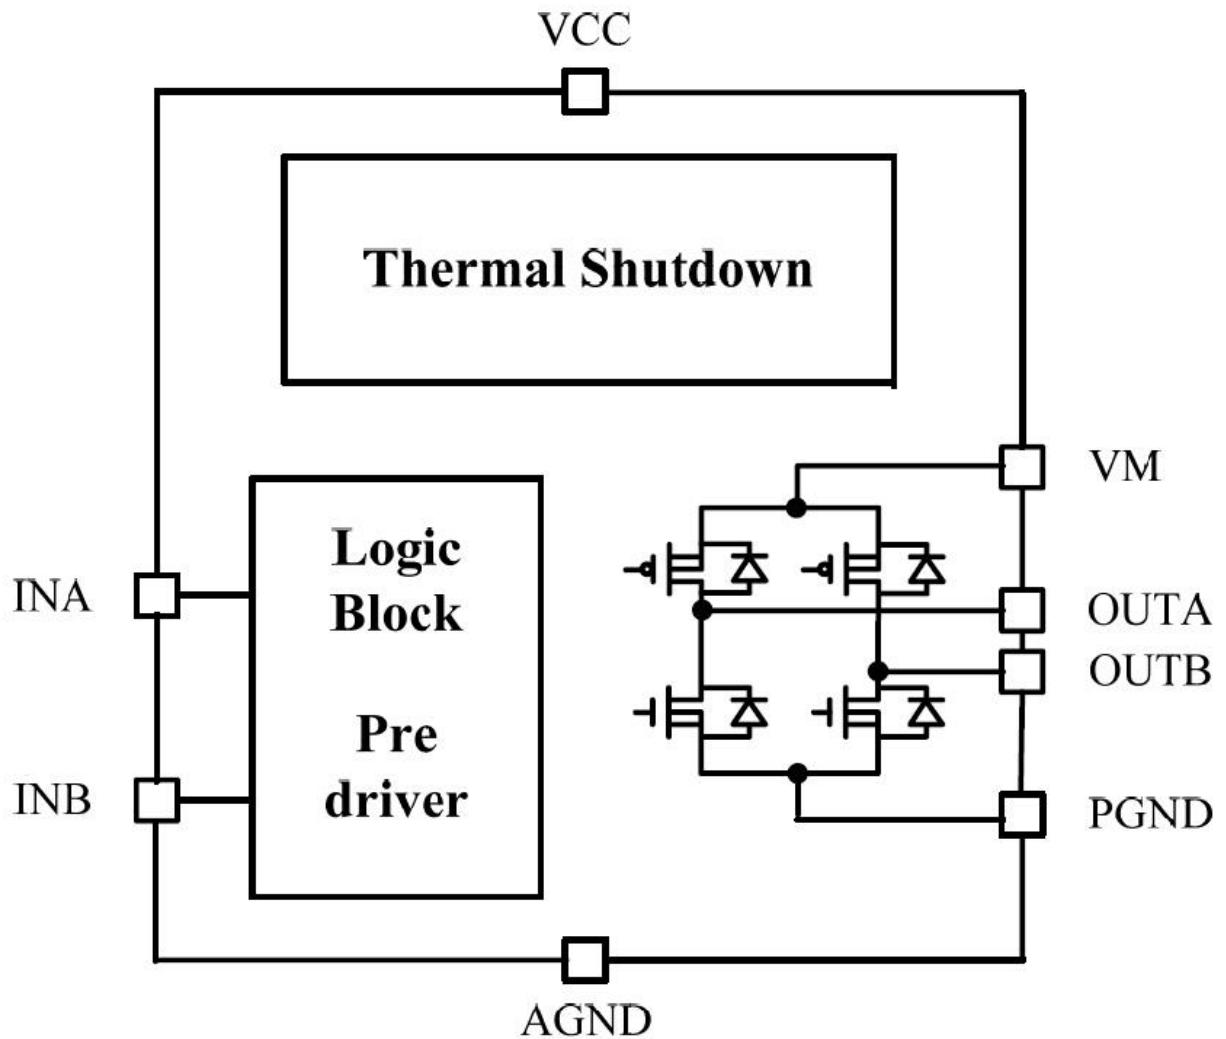 VCC
Thermal Shutdown
VM
Logic
Block
INA
OUTA
OUTB
Pre
driver
INB
PGND
AGND